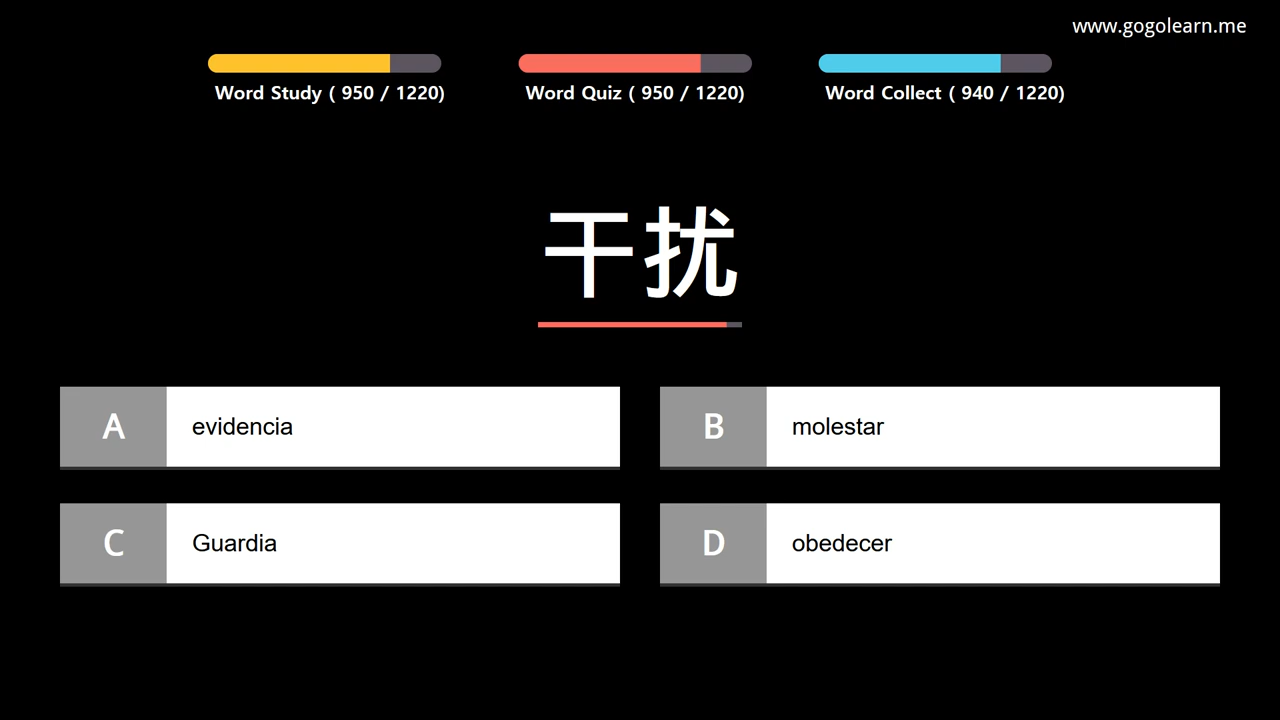 www.gogolearn.me
Word Study ( 950 / 1220)
Word Quiz ( 950 / 1220)
Word Collect ( 940 / 1220)
干扰
A evidencia
B molestar
C Guardia
D obedecer